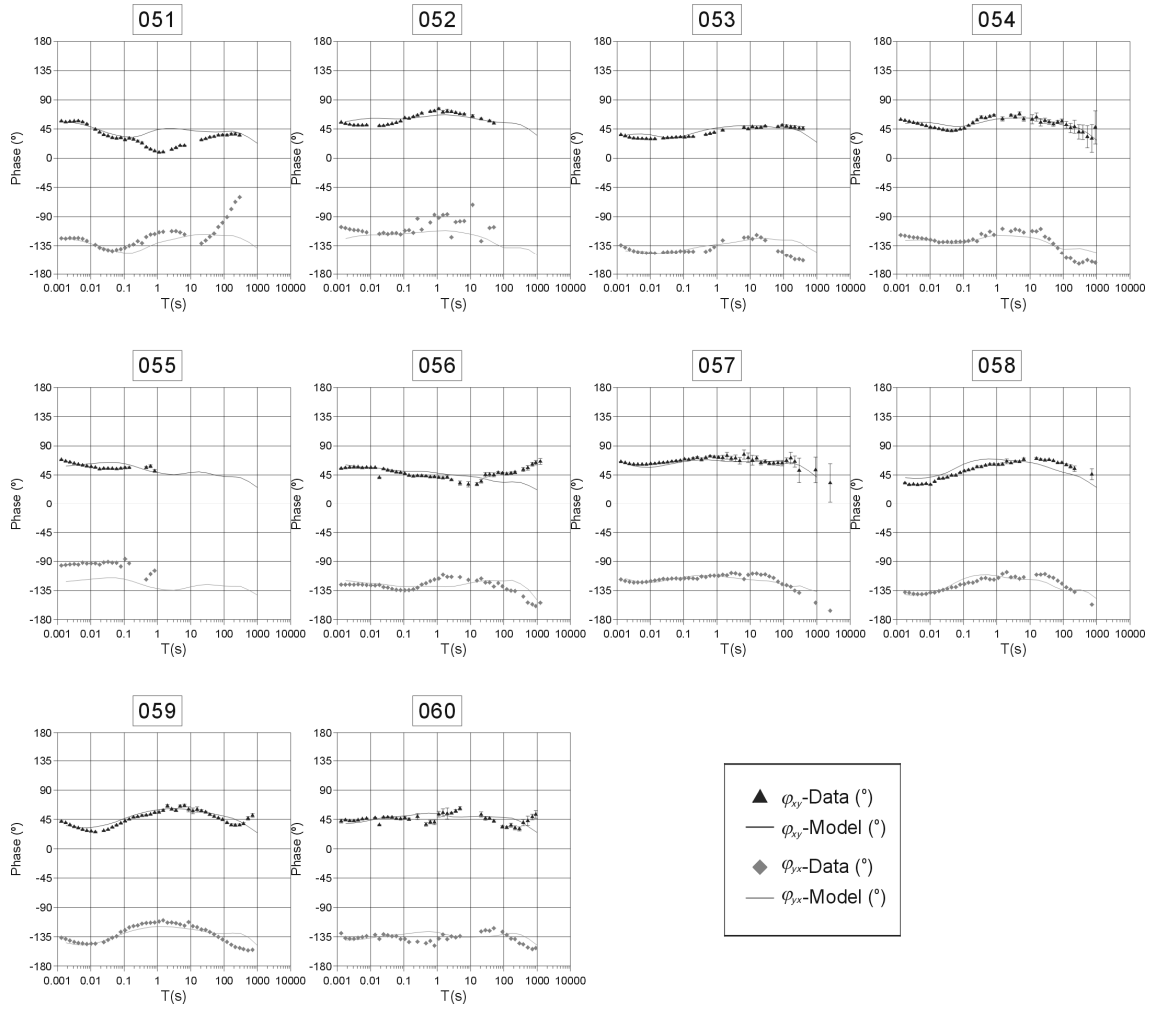 051 052 053 054
180 180 180 180
135 135 135 135
90 90 90 90
45 45 45 45
0 0 0 0
-45 -45 -45 -45
-90 -90 -90 -90
-135 -135 -135 -135
-180 -180 -180 -180
Phase (°) Phase (°) Phase (°) Phase (°)
0.001 0.01 0.1 1 10 100 1000 10000 0.001 0.01 0.1 1 10 100 1000 10000 0.001 0.01 0.1 1 10 100 1000 10000 0.001 0.01 0.1 1 10 100 1000 10000
T(s) T(s) T(s) T(s)
055 056 057 058
180 180 180 180
135 135 135 135
90 90 90 90
45 45 45 45
0 0 0 0
-45 -45 -45 -45
-90 -90 -90 -90
-135 -135 -135 -135
-180 -180 -180 -180
Phase (°) Phase (°) Phase (°) Phase (°)
0.001 0.01 0.1 1 10 100 1000 10000 0.001 0.01 0.1 1 10 100 1000 10000 0.001 0.01 0.1 1 10 100 1000 10000 0.001 0.01 0.1 1 10 100 1000 10000
T(s) T(s) T(s) T(s)
059 060
180 180
135 135
90 90
45 45
0 0
-45 -45
-90 -90
-135 -135
-180 -180
Phase (°) Phase (°)
0.001 0.01 0.1 1 10 100 1000 10000 0.001 0.01 0.1 1 10 100 1000 10000
T(s) T(s)
φxy-Data (°)
φxy-Model (°)
φyx-Data (°)
φyx-Model (°)